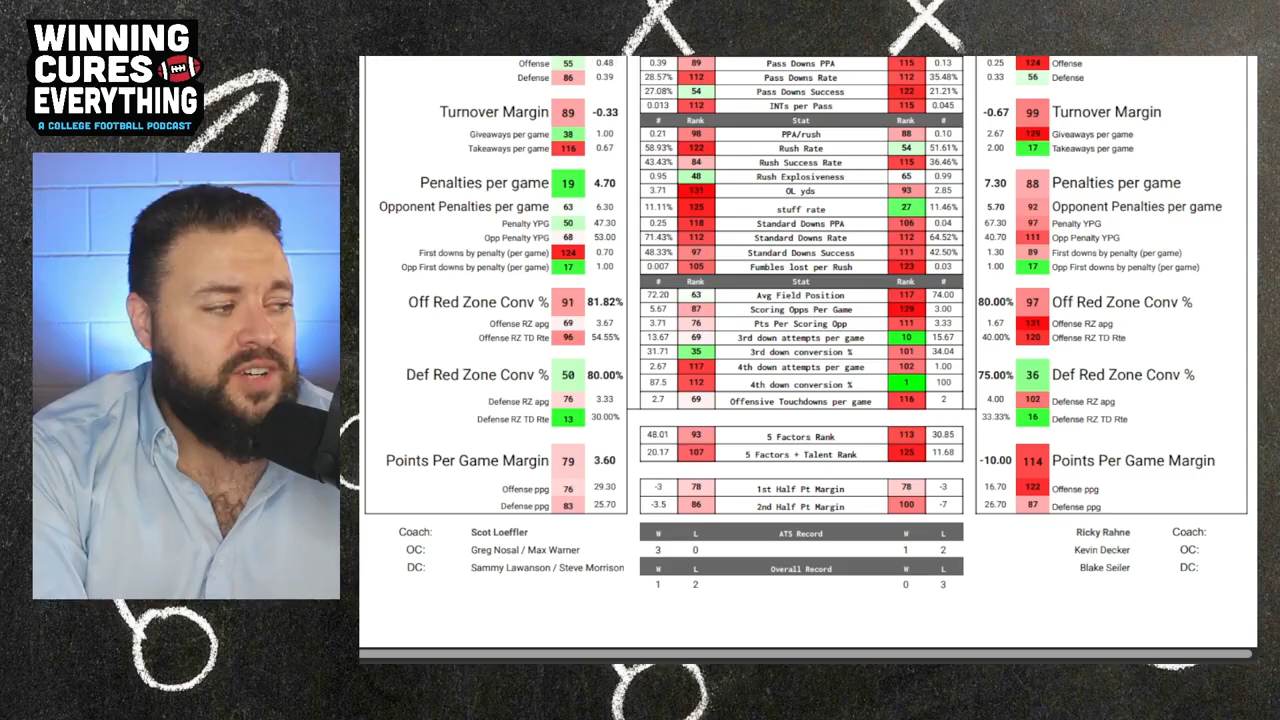 WINNING
CURES
EVERYTHING
A COLLEGE FOOTBALL PODCAST
Offense 55 0.48
Defense 86 0.39
Turnover Margin 89 -0.33
Giveaways per game 38 1.00
Takeaways per game 116 0.67
Penalties per game 19 4.70
Opponent Penalties per game 63 6.30
Penalty YPG 50 47.30
Opp Penalty YPG 68 53.00
First downs by penalty (per game) 124 0.70
Opp First downs by penalty (per game) 17 1.00
Off Red Zone Conv % 91 81.82%
Offense RZ apg 69 3.67
Offense RZ TD Rte 96 54.55%
Def Red Zone Conv % 50 80.00%
Defense RZ apg 76 3.33
Defense RZ TD Rte 13 30.00%
Points Per Game Margin 79 3.60
Offense ppg 76 29.30
Defense ppg 83 25.70
0.39 89 Pass Downs PPA 115 0.13
28.57% 112 Pass Downs Rate 112 35.48%
27.08% 54 Pass Downs Success 122 21.21%
0.013 112 INTs per Pass 115 0.045
# Rank Stat Rank #
0.21 98 PPA/rush 88 0.10
58.93% 122 Rush Rate 54 51.61%
43.43% 84 Rush Success Rate 115 36.46%
0.95 48 Rush Explosiveness 65 0.99
3.71 131 OL yds 93 2.85
11.11% 125 stuff rate 27 11.46%
0.25 118 Standard Downs PPA 106 0.04
71.43% 112 Standard Downs Rate 112 64.52%
48.33% 97 Standard Downs Success 111 42.50%
0.007 105 Fumbles lost per Rush 123 0.03
# Rank Stat Rank #
72.20 63 Avg Field Position 117 74.00
5.67 87 Scoring Opps Per Game 129 3.00
3.71 76 Pts Per Scoring Opp 111 3.33
13.67 69 3rd down attempts per game 10 15.67
31.71 35 3rd down conversion % 101 34.04
2.67 117 4th down attempts per game 102 1.00
87.5 112 4th down conversion % 1 100
2.7 69 Offensive Touchdowns per game 116 2
48.01 93 5 Factors Rank 113 30.85
20.17 107 5 Factors + Talent Rank 125 11.68
-3 78 1st Half Pt Margin 78 -3
-3.5 86 2nd Half Pt Margin 100 -7
0.25 124 Offense
0.33 56 Defense
-0.67 99 Turnover Margin
2.67 129 Giveaways per game
2.00 17 Takeaways per game
7.30 88 Penalties per game
5.70 92 Opponent Penalties per game
67.30 97 Penalty YPG
40.70 111 Opp Penalty YPG
1.30 89 First downs by penalty (per game)
1.00 17 Opp First downs by penalty (per game)
80.00% 97 Off Red Zone Conv %
1.67 131 Offense RZ apg
40.00% 120 Offense RZ TD Rte
75.00% 36 Def Red Zone Conv %
4.00 102 Defense RZ apg
33.33% 16 Defense RZ TD Rte
-10.00 114 Points Per Game Margin
16.70 122 Offense ppg
26.70 87 Defense ppg
Coach: Scot Loeffler
OC: Greg Nosal / Max Warner
DC: Sammy Lawanson / Steve Morrison
W L ATS Record W L
3 0 1 2
W L Overall Record W L
1 2 0 3
Ricky Rahne Coach:
Kevin Decker OC:
Blake Seiler DC: